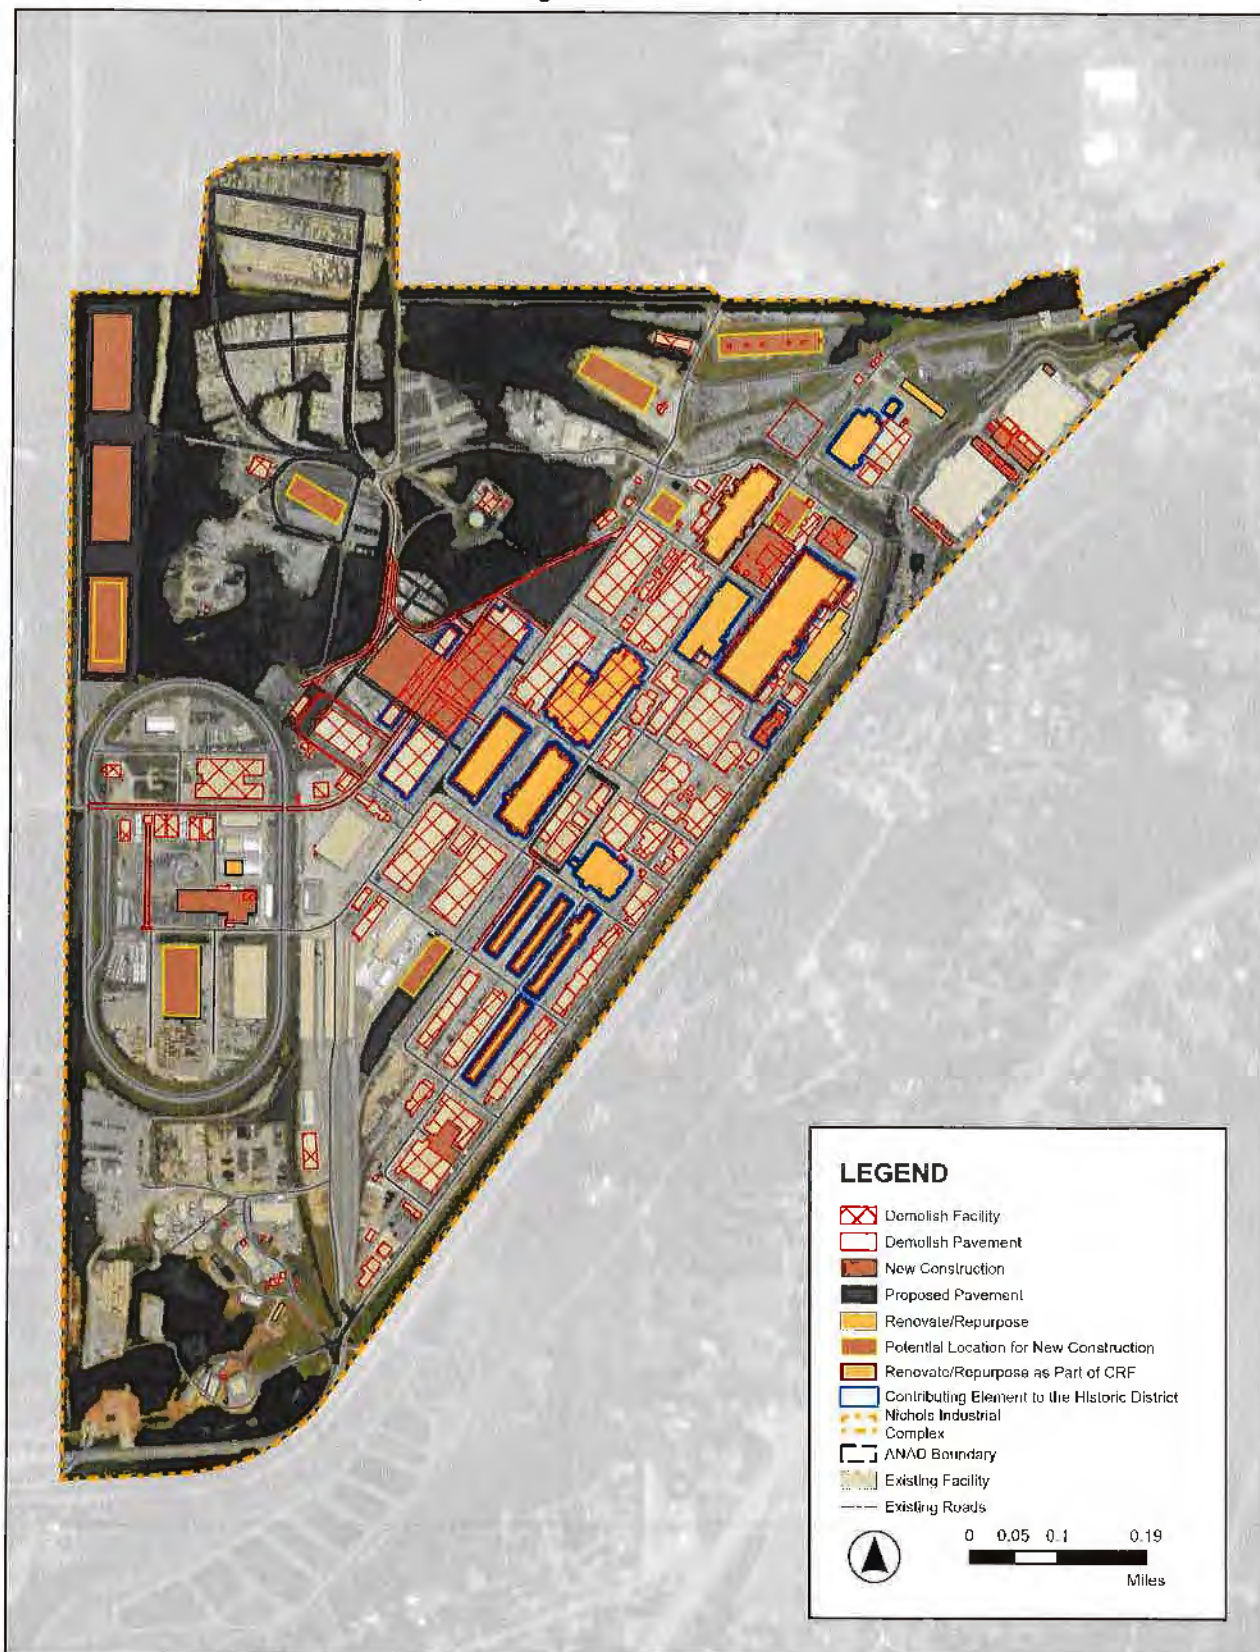 LEGEND
Demolish Facility
Demolish Pavement
New Construction
Proposed Pavement
Renovate/Repurpose
Potential Location for New Construction
Renovate/Repurpose as Part of CRF
Contributing Element to the Historic District
Nichols Industrial
Complex
ANAD Boundary
Existing Facility
Existing Roads
0 0.05 0.1 0.19
Miles